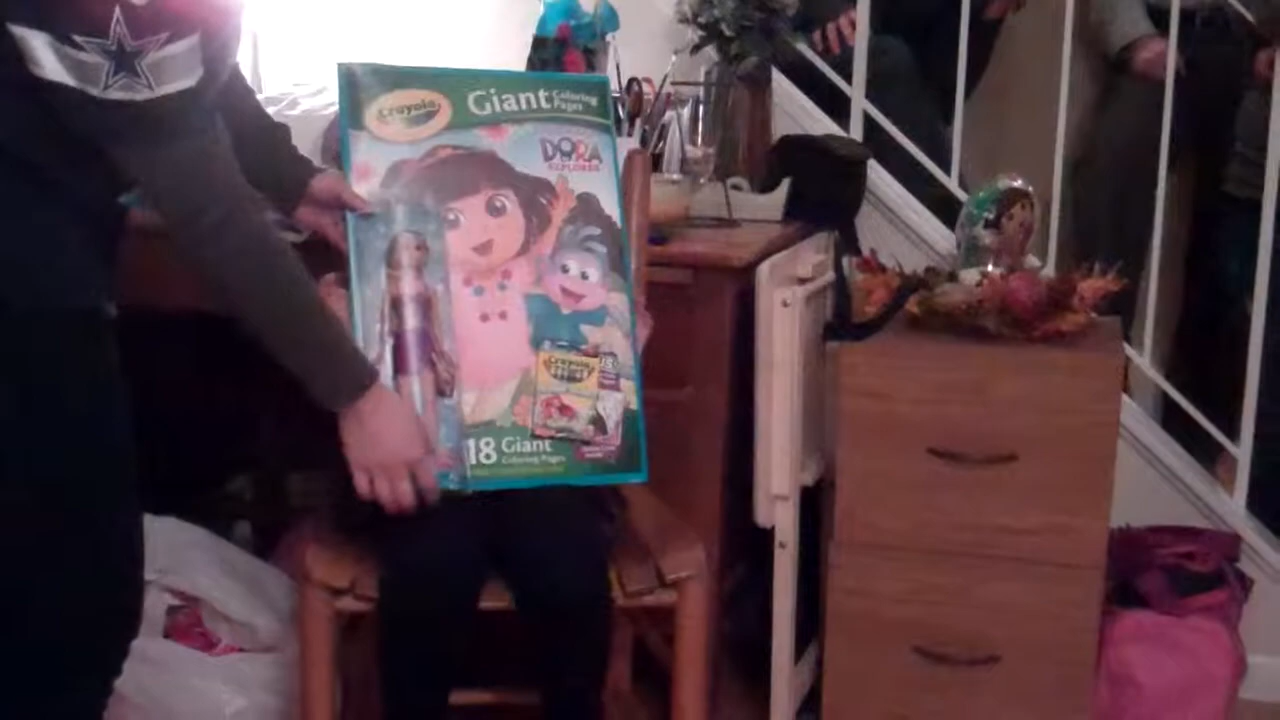 Crayola
Giant Coloring Pages
DORA
EXPLORER
Crayola
18 Giant
Coloring Pages